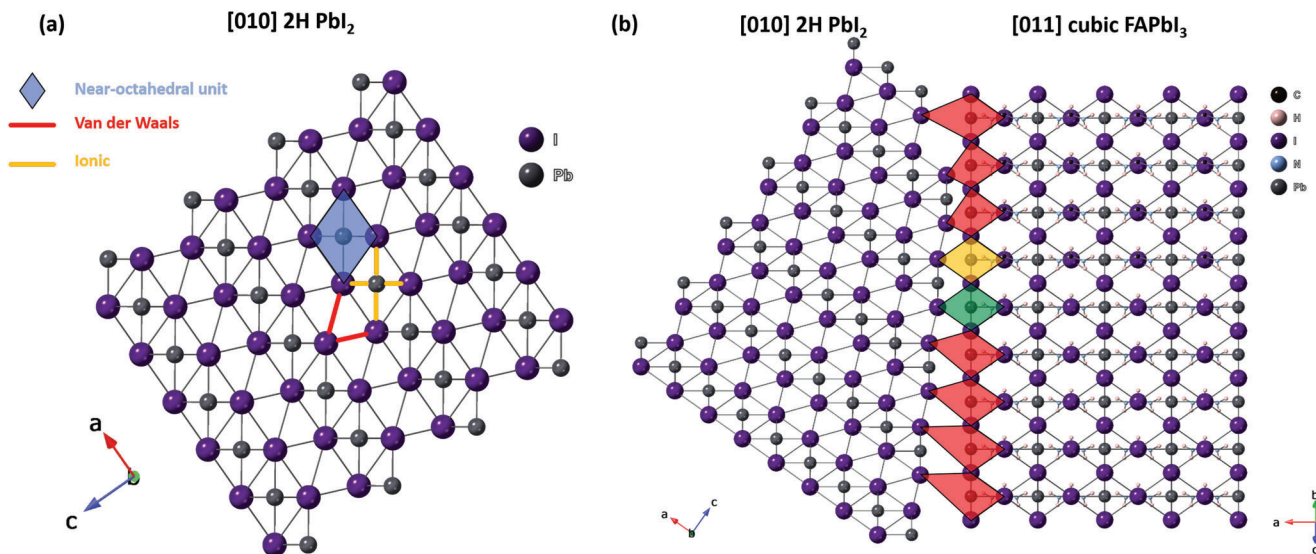 (a)
[010] 2H PbI₂
Near-octahedral unit
Van der Waals
Ionic
I
Pb
a
b
c
(b)
[010] 2H PbI₂
[011] cubic FAPbI₃
C
H
I
N
Pb
a
b
c
b
a